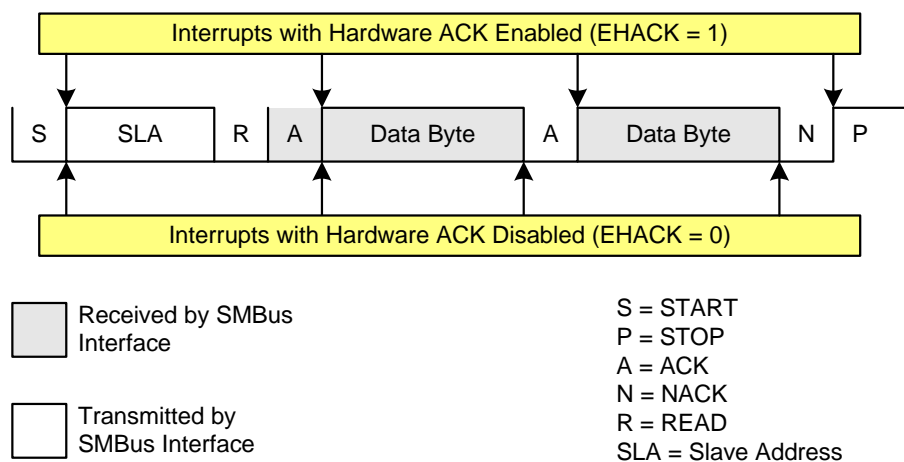 Interrupts with Hardware ACK Enabled (EHACK = 1)
S SLA R A Data Byte A Data Byte N P
Interrupts with Hardware ACK Disabled (EHACK = 0)
Received by SMBus
Interface
Transmitted by
SMBus Interface
S = START
P = STOP
A = ACK
N = NACK
R = READ
SLA = Slave Address